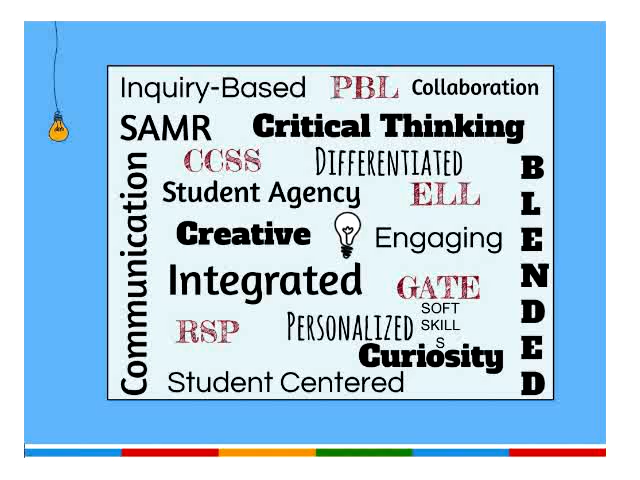 Inquiry-Based PBL Collaboration
SAMR Critical Thinking
CCSS DIFFERENTIATED
Student Agency ELL
Creative Engaging
Integrated GATE
SOFT
SKILL
S
RSP PERSONALIZED
Curiosity
Student Centered
Communication
BLENDED